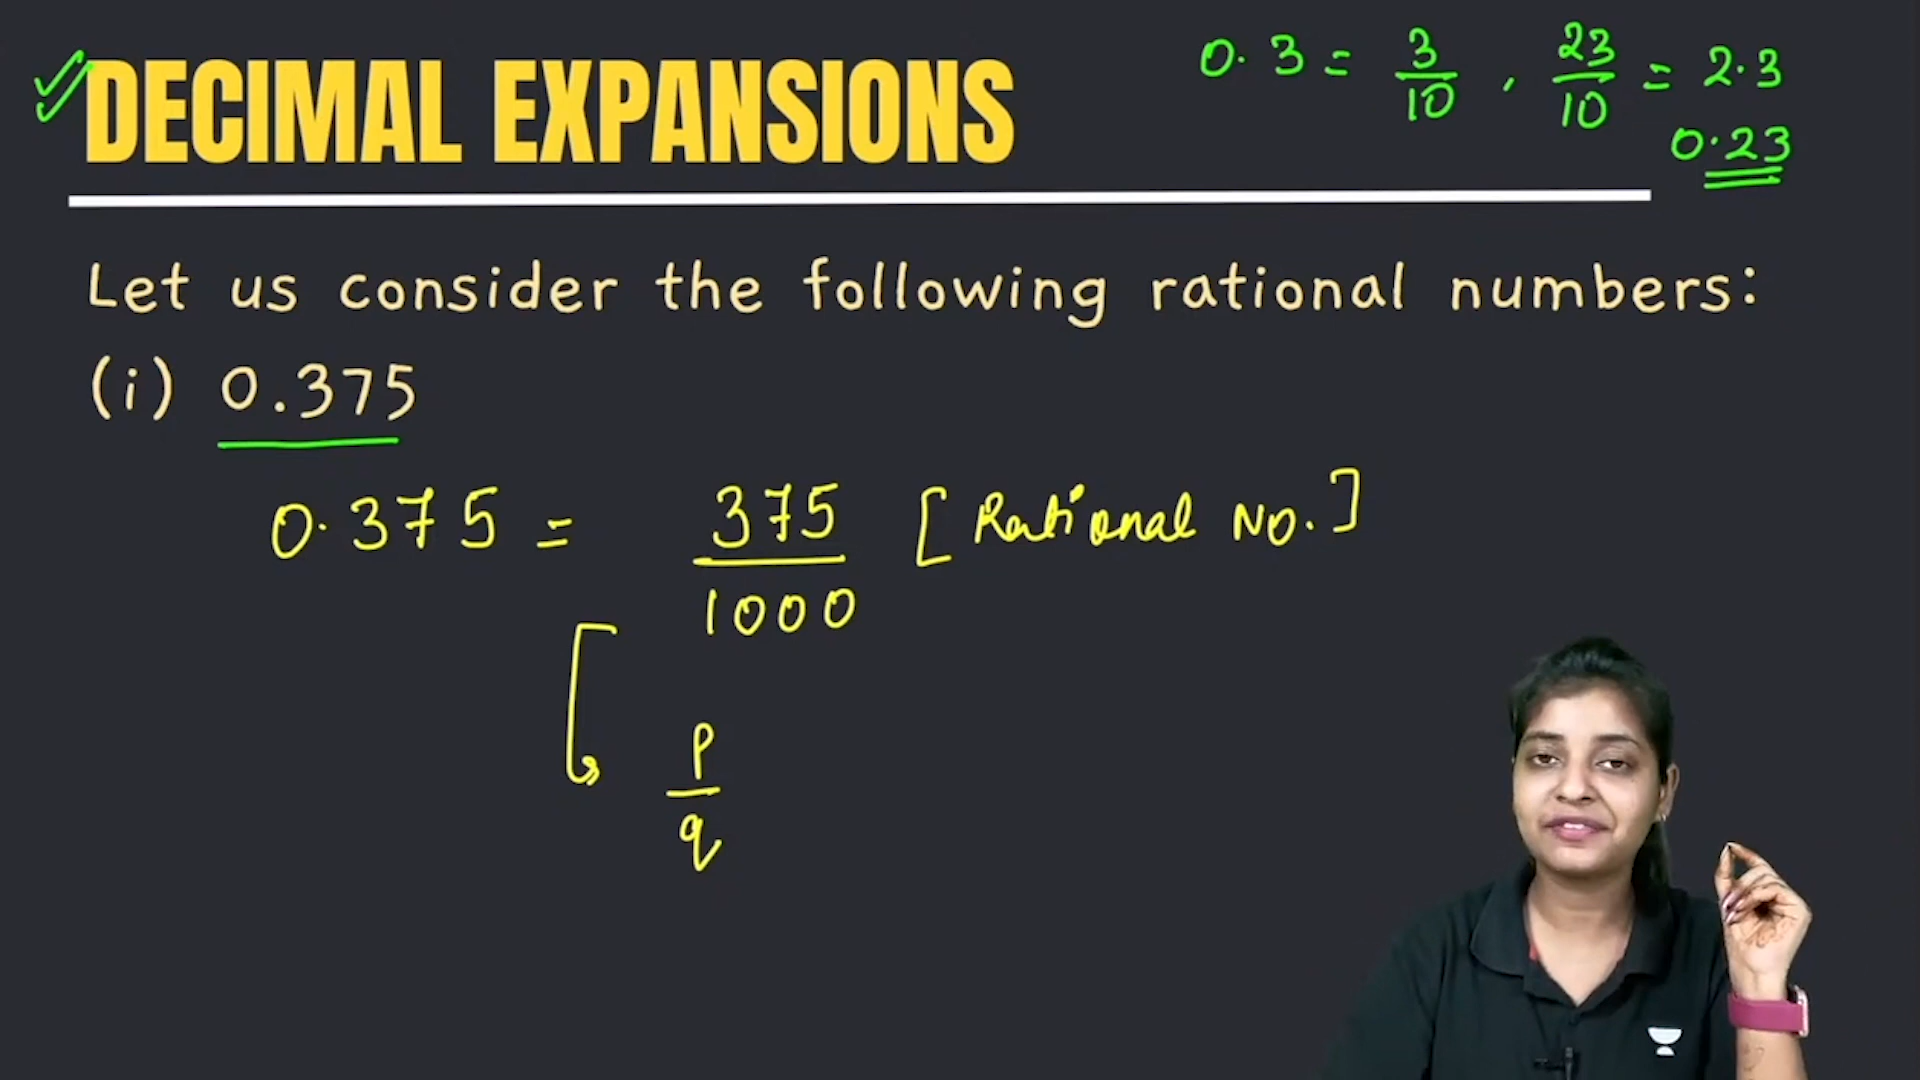 DECIMAL EXPANSIONS
0.3 = 3/10 , 23/10 = 2.3
0.23
Let us consider the following rational numbers:
(i) 0.375
0.375 = 375/1000 [Rational No.]
p/q